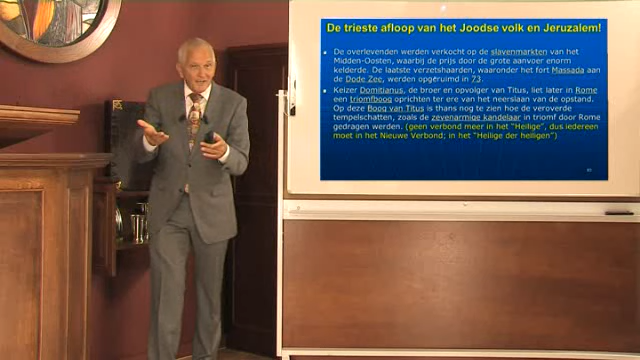 De trieste afloop van het Joodse volk en Jeruzalem!
De overlevenden werden verkocht op de slavenmarkten van het
Midden-Oosten, waarbij de prijs door de grote aanvoer enorm
kelderde. De laatste verzetshaarden, waaronder het fort Massada aan
de Dode Zee, werden opgeruimd in 73.
Keizer Domitianus, de broer en opvolger van Titus, liet later in Rome
een triomfboog oprichten ter ere van het neerslaan van de opstand.
Op deze Boog van Titus is thans nog te zien hoe de veroverde
tempelschatten, zoals de zevenarmige kandelaar in triomf door Rome
gedragen werden. (geen verbond meer in het "Heilige", dus iedereen
moet in het Nieuwe Verbond; in het "Heilige der heiligen")